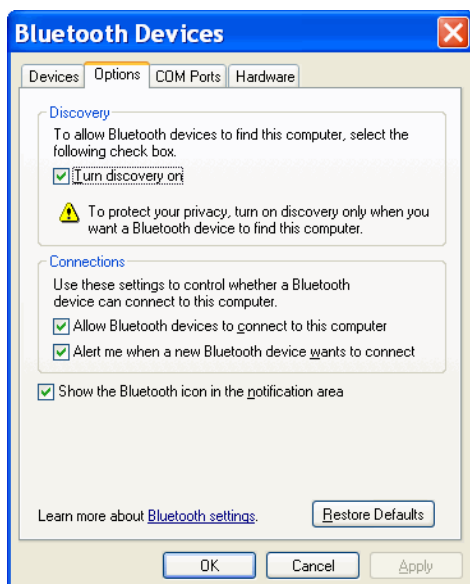 Bluetooth Devices
Devices Options COM Ports Hardware
Discovery
To allow Bluetooth devices to find this computer, select the
following check box.
Turn discovery on
To protect your privacy, turn on discovery only when you
want a Bluetooth device to find this computer.
Connections
Use these settings to control whether a Bluetooth
device can connect to this computer.
Allow Bluetooth devices to connect to this computer
Alert me when a new Bluetooth device wants to connect
Show the Bluetooth icon in the notification area
Learn more about Bluetooth settings. Restore Defaults
OK Cancel Apply